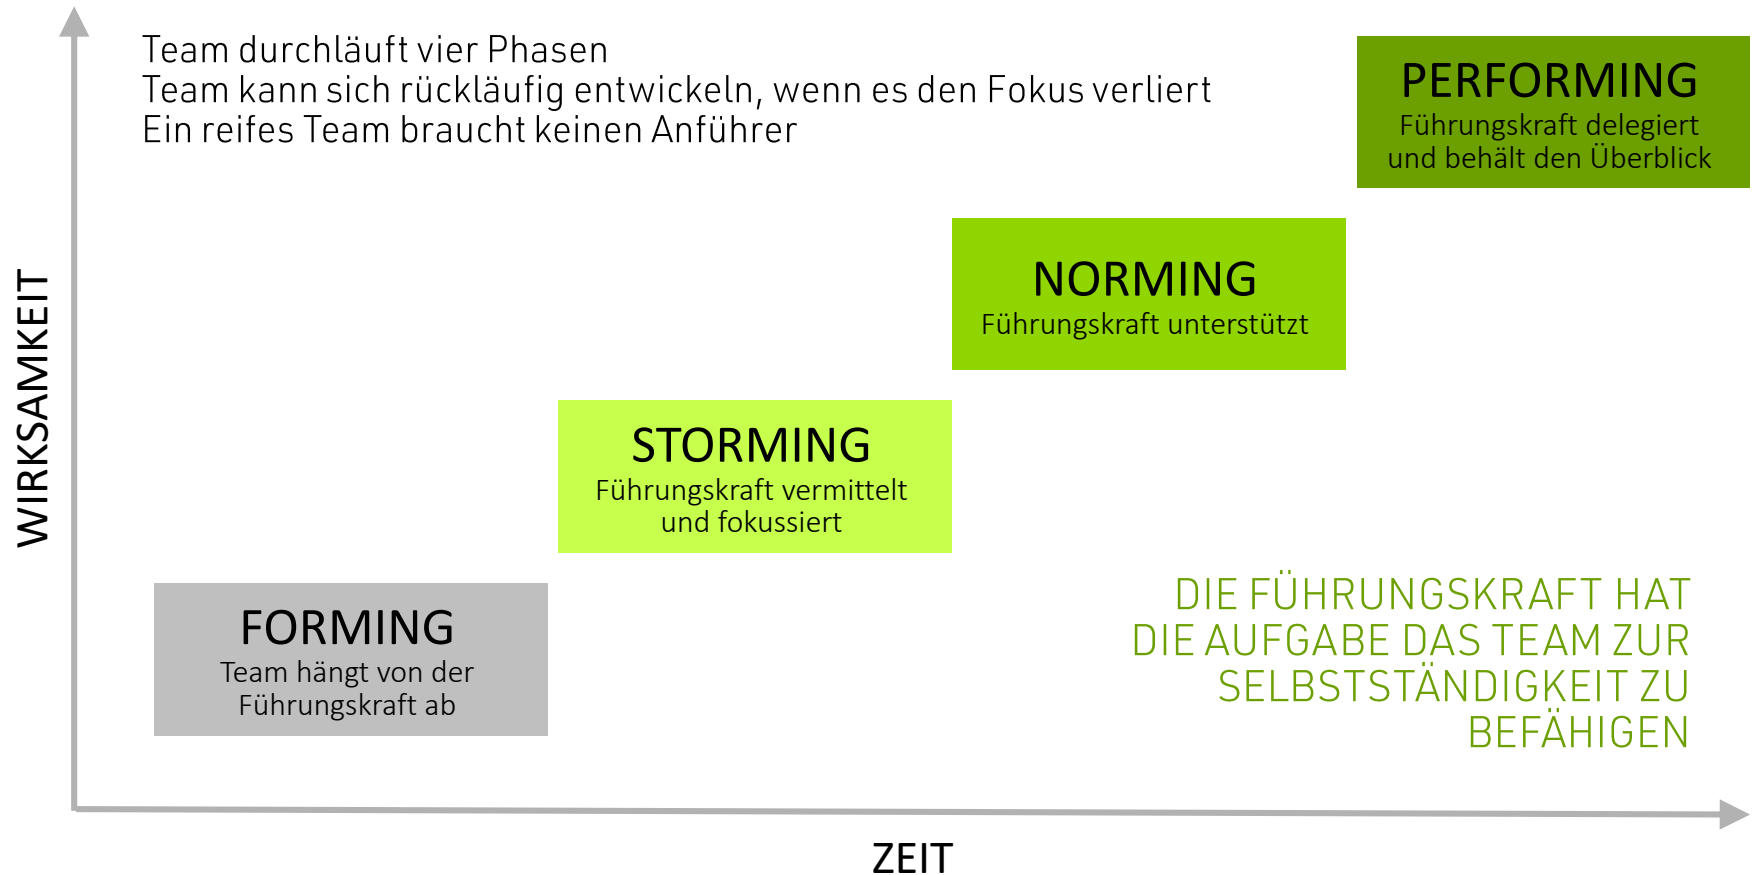 Team durchläuft vier Phasen
Team kann sich rückläufig entwickeln, wenn es den Fokus verliert
Ein reifes Team braucht keinen Anführer
PERFORMING
Führungskraft delegiert
und behält den Überblick
NORMING
Führungskraft unterstützt
STORMING
Führungskraft vermittelt
und fokussiert
FORMING
Team hängt von der
Führungskraft ab
DIE FÜHRUNGSKRAFT HAT
DIE AUFGABE DAS TEAM ZUR
SELBSTSTÄNDIGKEIT ZU
BEFÄHIGEN
WIRKSAMKEIT
ZEIT